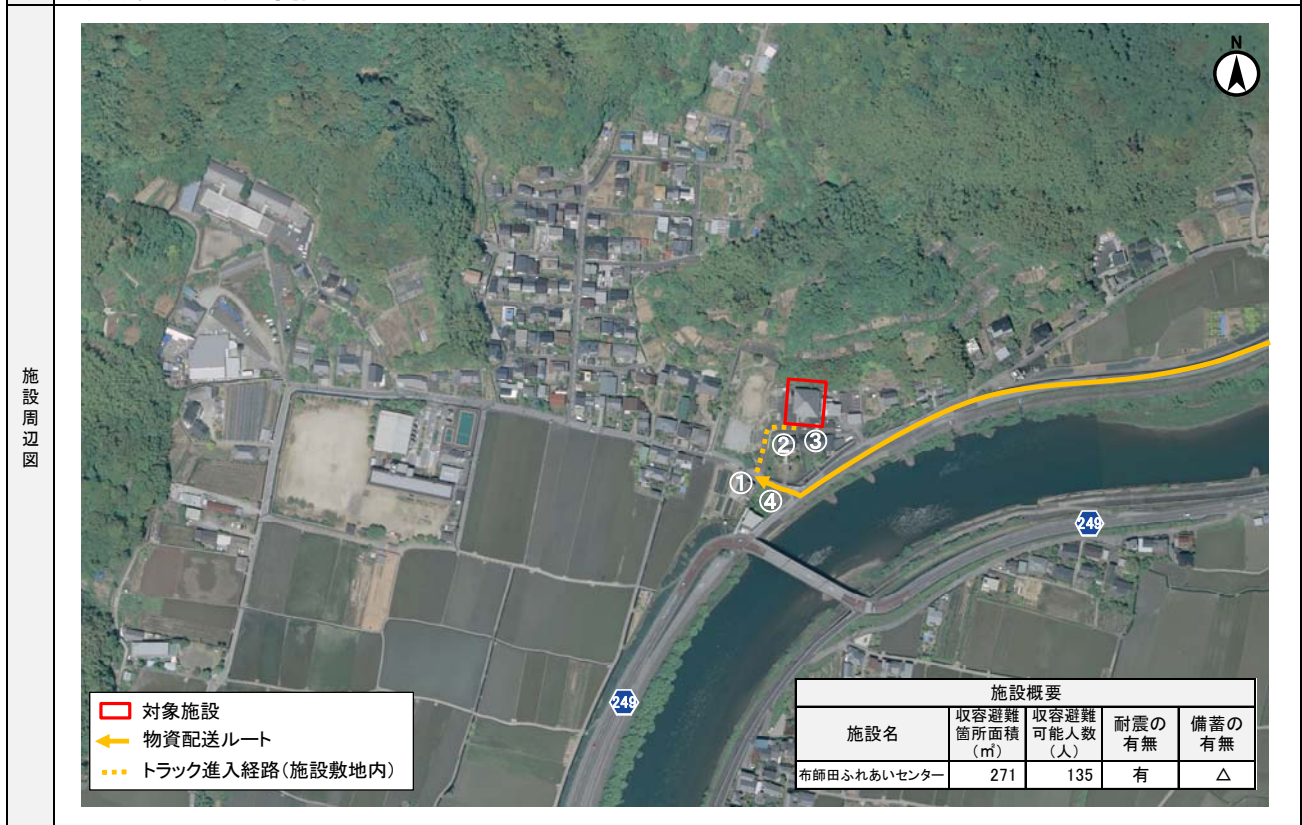 施設周辺図
N
②
③
①
④
249
249
対象施設
物資配送ルート
トラック進入経路(施設敷地内)
施設概要
施設名
収容避難
箇所面積
(㎡)
収容避難
可能人数
(人)
耐震の
有無
備蓄の
有無
布師田ふれあいセンター
271
135
有
△